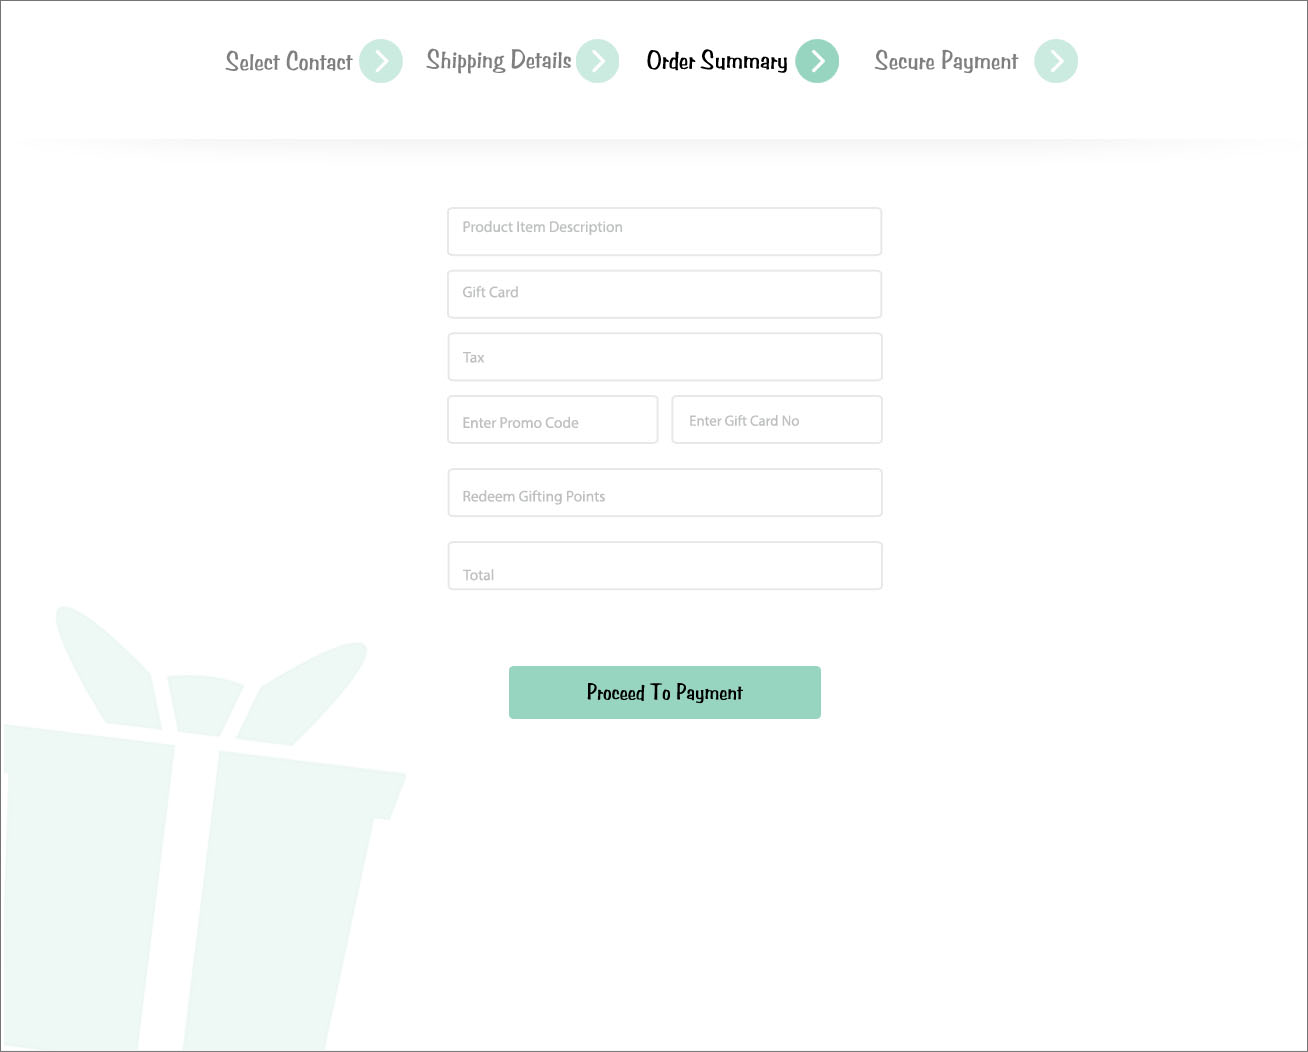 Select Contact
Shipping Details
Order Summary
Secure Payment
Product Item Description
Gift Card
Tax
Enter Promo Code
Enter Gift Card No
Redeem Gifting Points
Total
Proceed To Payment